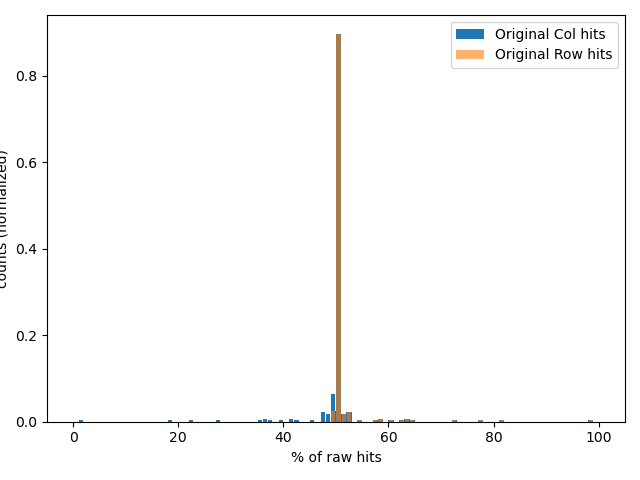 Original Col hits
Original Row hits
0.8
0.6
0.4
0.2
0.0
counts (normalized)
0 20 40 60 80 100
% of raw hits